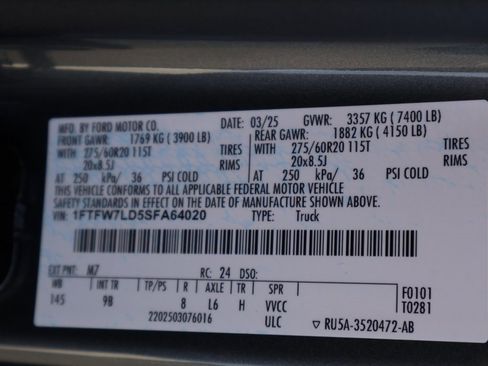 MFD. BY FORD MOTOR CO. DATE: 03/25 GVWR: 3357 KG ( 7400 LB)
FRONT GAWR: 1769 KG ( 3900 LB) REAR GAWR: 1882 KG ( 4150 LB)
WITH 275/60R20 115T TIRES WITH 275/60R20 115T TIRES
20x8.5J RIMS 20x8.5J RIMS
AT 250 kPa/ 36 PSI COLD AT 250 kPa/ 36 PSI COLD
THIS VEHICLE CONFORMS TO ALL APPLICABLE FEDERAL MOTOR VEHICLE
SAFETY STANDARDS IN EFFECT ON THE DATE OF MANUFACTURE SHOWN ABOVE.
1FTFW7LD5SFA64020 TYPE: Truck
EXT PNT: M7 RC: 24 DSO:
WB INT TR TP/PS R AXLE TR SPR F0101
145 9B 8 L6 H VVCC T0281
2202503076016 ULC ▽ RU5A-3520472-AB